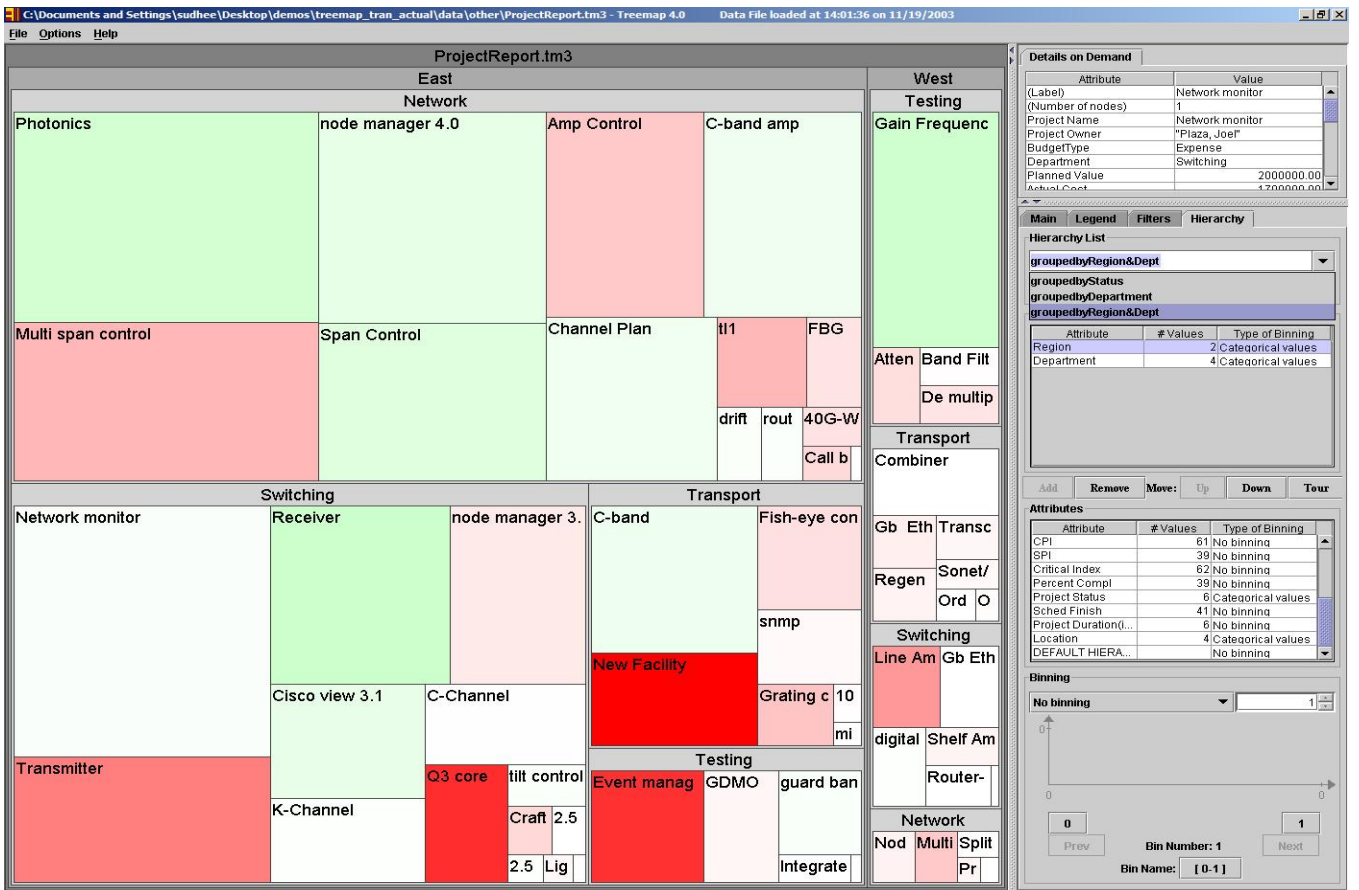 C:\Documents and Settings\sudhee\Desktop\demos\treemap_tran_actual\data\other\ProjectReport.tm3 - Treemap 4.0 Data File loaded at 14:01:36 on 11/19/2003
File Options Help
ProjectReport.tm3
East
Network
Photonics
node manager 4.0
Amp Control
C-band amp
Multi span control
Span Control
Channel Plan
tl1
FBG
drift
rout
40G-W
Call b
Switching
Network monitor
Receiver
node manager 3.
Cisco view 3.1
C-Channel
Transmitter
K-Channel
Q3 core
tilt control
Craft
2.5
2.5
Lig
Transport
C-band
Fish-eye con
snmp
New Facility
Grating c
10
mi
Testing
Event manag
GDMO
guard ban
Integrate
West
Testing
Gain Frequenc
Atten
Band Filt
De multip
Transport
Combiner
Gb Eth
Transc
Regen
Sonet/
Ord
O
Switching
Line Am
Gb Eth
digital
Shelf Am
Router-
Network
Nod
Multi
Split
Pr
Details on Demand
Attribute Value
(Label) Network monitor
(Number of nodes) 1
Project Name Network monitor
Project Owner "Plaza, Joel"
BudgetType Expense
Department Switching
Planned Value 2000000.00
Actual Cost 1700000.00
Main Legend Filters Hierarchy
Hierarchy List
groupedbyRegion&Dept
groupedbyStatus
groupedbyDepartment
groupedbyRegion&Dept
Attribute # Values Type of Binning
Region 2 Categorical values
Department 4 Categorical values
Add Remove Move: Up Down Tour
Attributes
Attribute # Values Type of Binning
CPI 61 No binning
SPI 39 No binning
Critical Index 62 No binning
Percent Compl 39 No binning
Project Status 6 Categorical values
Sched Finish 41 No binning
Project Duration(i... 6 No binning
Location 4 Categorical values
DEFAULT HIERA... No binning
Binning
No binning 1
0
0 0
0 1
Prev Bin Number: 1 Next
Bin Name: [ 0-1 ]